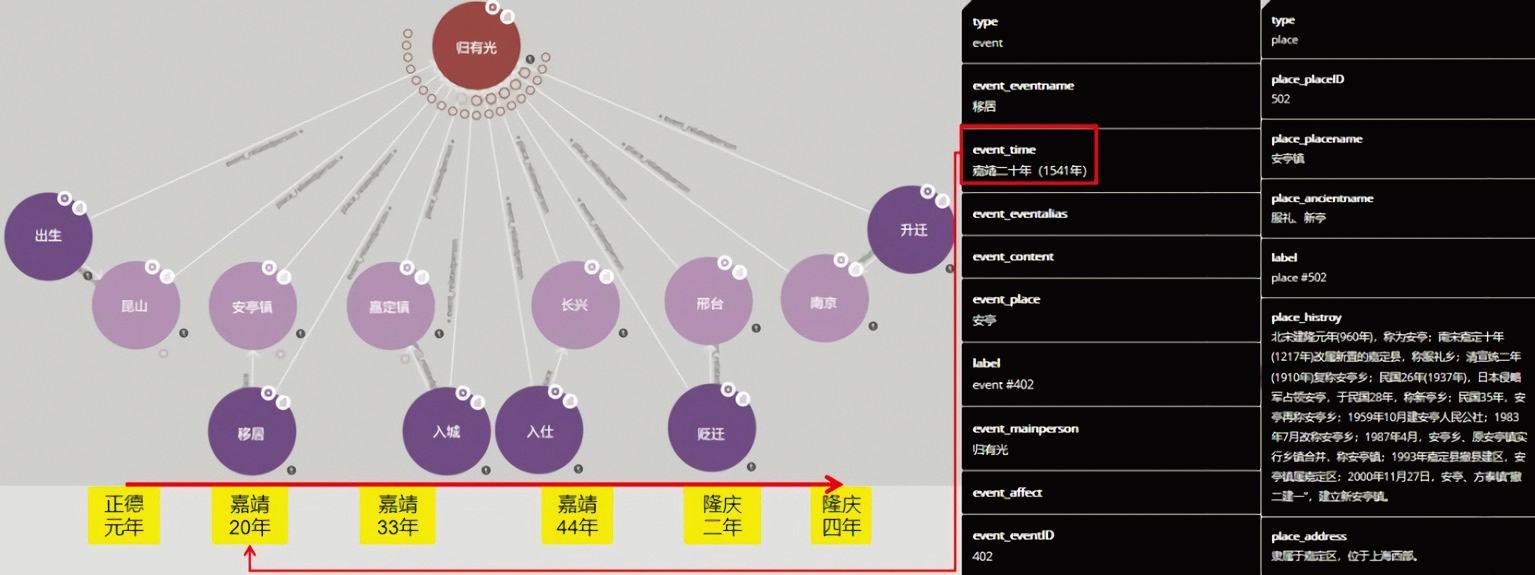 归有光
出生
升迁
昆山
安亭镇
嘉定镇
长兴
邢台
南京
移居
入城
入仕
贬迁
正德
元年
嘉靖
20年
嘉靖
33年
嘉靖
44年
隆庆
二年
隆庆
四年
type
event
event_eventname
移居
event_time
嘉靖二十年（1541年）
event_eventalias
event_content
event_place
安亭
label
event #402
event_mainperson
归有光
event_affect
event_eventID
402
type
place
place_placeID
502
place_placename
安亭镇
place_ancientname
服礼、新亭
label
place #502
place_histroy
北宋建隆元年(960年)，称为安亭；南宋嘉定十年
(1217年)改属新置的嘉定县，称服礼乡；清宣统二年
(1910年)复称安亭乡；民国26年(1937年)，日本侵略
军占领安亭，于民国28年，称新亭乡；民国35年，安
亭再称安亭乡；1959年10月建安亭人民公社；1983
年7月改称安亭乡；1987年4月，安亭乡、原安亭镇实
行乡镇合并、称安亭镇；1993年嘉定县撤县建区，安
亭镇属嘉定区；2000年11月27日，安亭、方泰镇“撤
二建一”，建立新安亭镇。
place_address
隶属于嘉定区，位于上海西部。